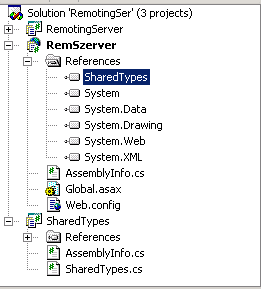 Solution 'RemotingSer' (3 projects)
RemotingServer
RemSzerver
References
SharedTypes
System
System.Data
System.Drawing
System.Web
System.XML
AssemblyInfo.cs
Global.asax
Web.config
SharedTypes
References
AssemblyInfo.cs
SharedTypes.cs